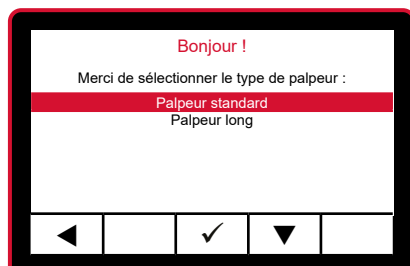 Bonjour !
Merci de sélectionner le type de palpeur :
Palpeur standard
Palpeur long